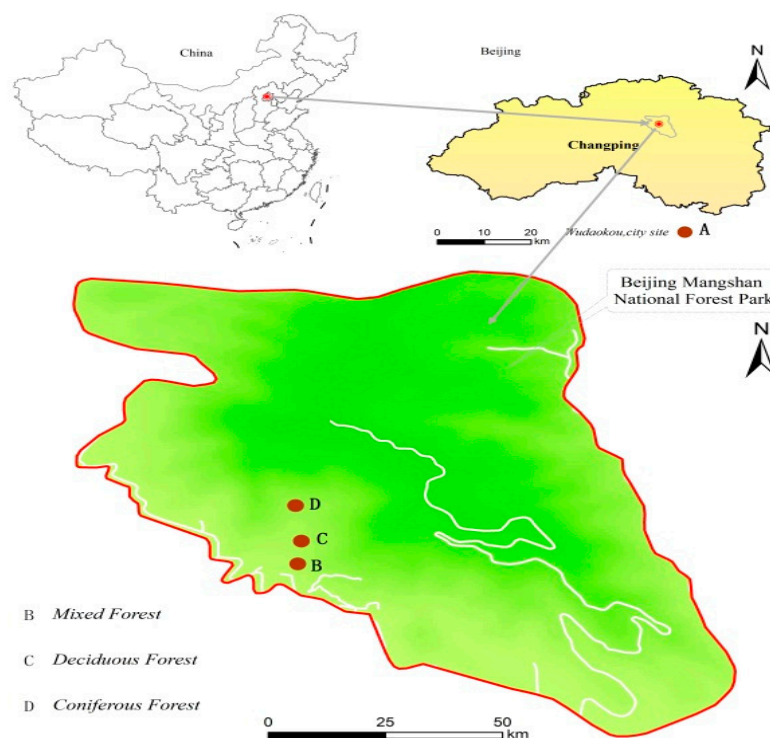 China
Beijing
N
Changping
0 10 20
km
Wudaokou,city site
A
Beijing Mangshan
National Forest Park
N
D
C
B
B Mixed Forest
C Deciduous Forest
D Coniferous Forest
0 25 50
km